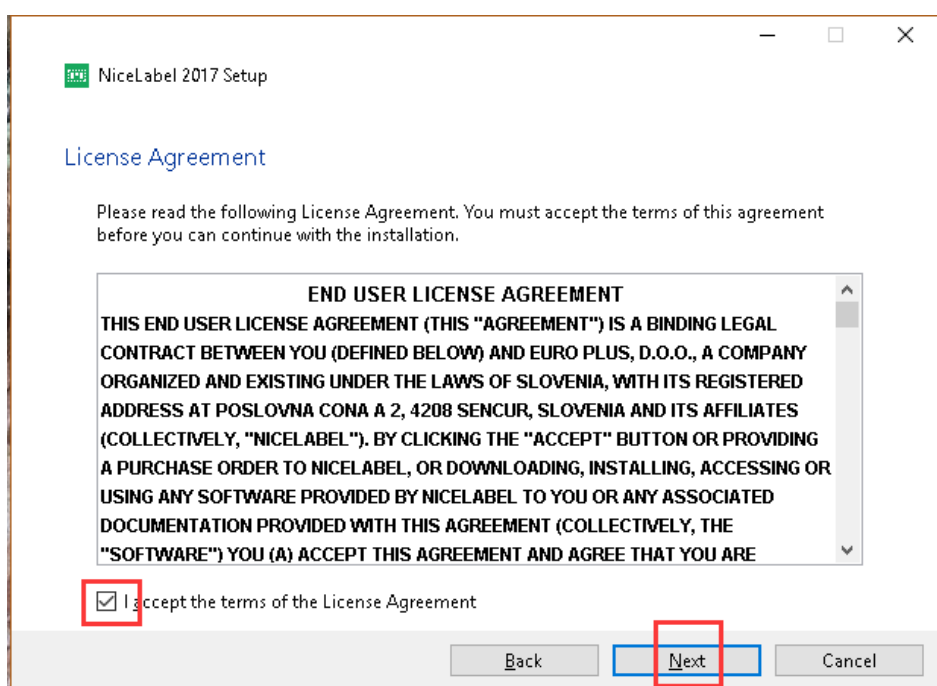 NiceLabel 2017 Setup
License Agreement
Please read the following License Agreement. You must accept the terms of this agreement
before you can continue with the installation.
END USER LICENSE AGREEMENT
THIS END USER LICENSE AGREEMENT (THIS "AGREEMENT") IS A BINDING LEGAL
CONTRACT BETWEEN YOU (DEFINED BELOW) AND EURO PLUS, D.O.O., A COMPANY
ORGANIZED AND EXISTING UNDER THE LAWS OF SLOVENIA, WITH ITS REGISTERED
ADDRESS AT POSLOVNA CONA A 2, 4208 SENCUR, SLOVENIA AND ITS AFFILIATES
(COLLECTIVELY, "NICELABEL"). BY CLICKING THE "ACCEPT" BUTTON OR PROVIDING
A PURCHASE ORDER TO NICELABEL, OR DOWNLOADING, INSTALLING, ACCESSING OR
USING ANY SOFTWARE PROVIDED BY NICELABEL TO YOU OR ANY ASSOCIATED
DOCUMENTATION PROVIDED WITH THIS AGREEMENT (COLLECTIVELY, THE
"SOFTWARE") YOU (A) ACCEPT THIS AGREEMENT AND AGREE THAT YOU ARE
I accept the terms of the License Agreement
Back
Next
Cancel